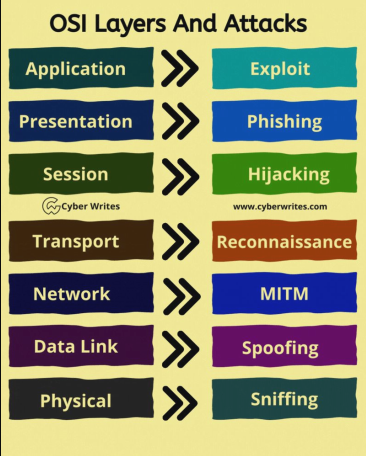 OSI Layers And Attacks
Application Exploit
Presentation Phishing
Session Hijacking
Cyber Writes www.cyberwrites.com
Transport Reconnaissance
Network MITM
Data Link Spoofing
Physical Sniffing